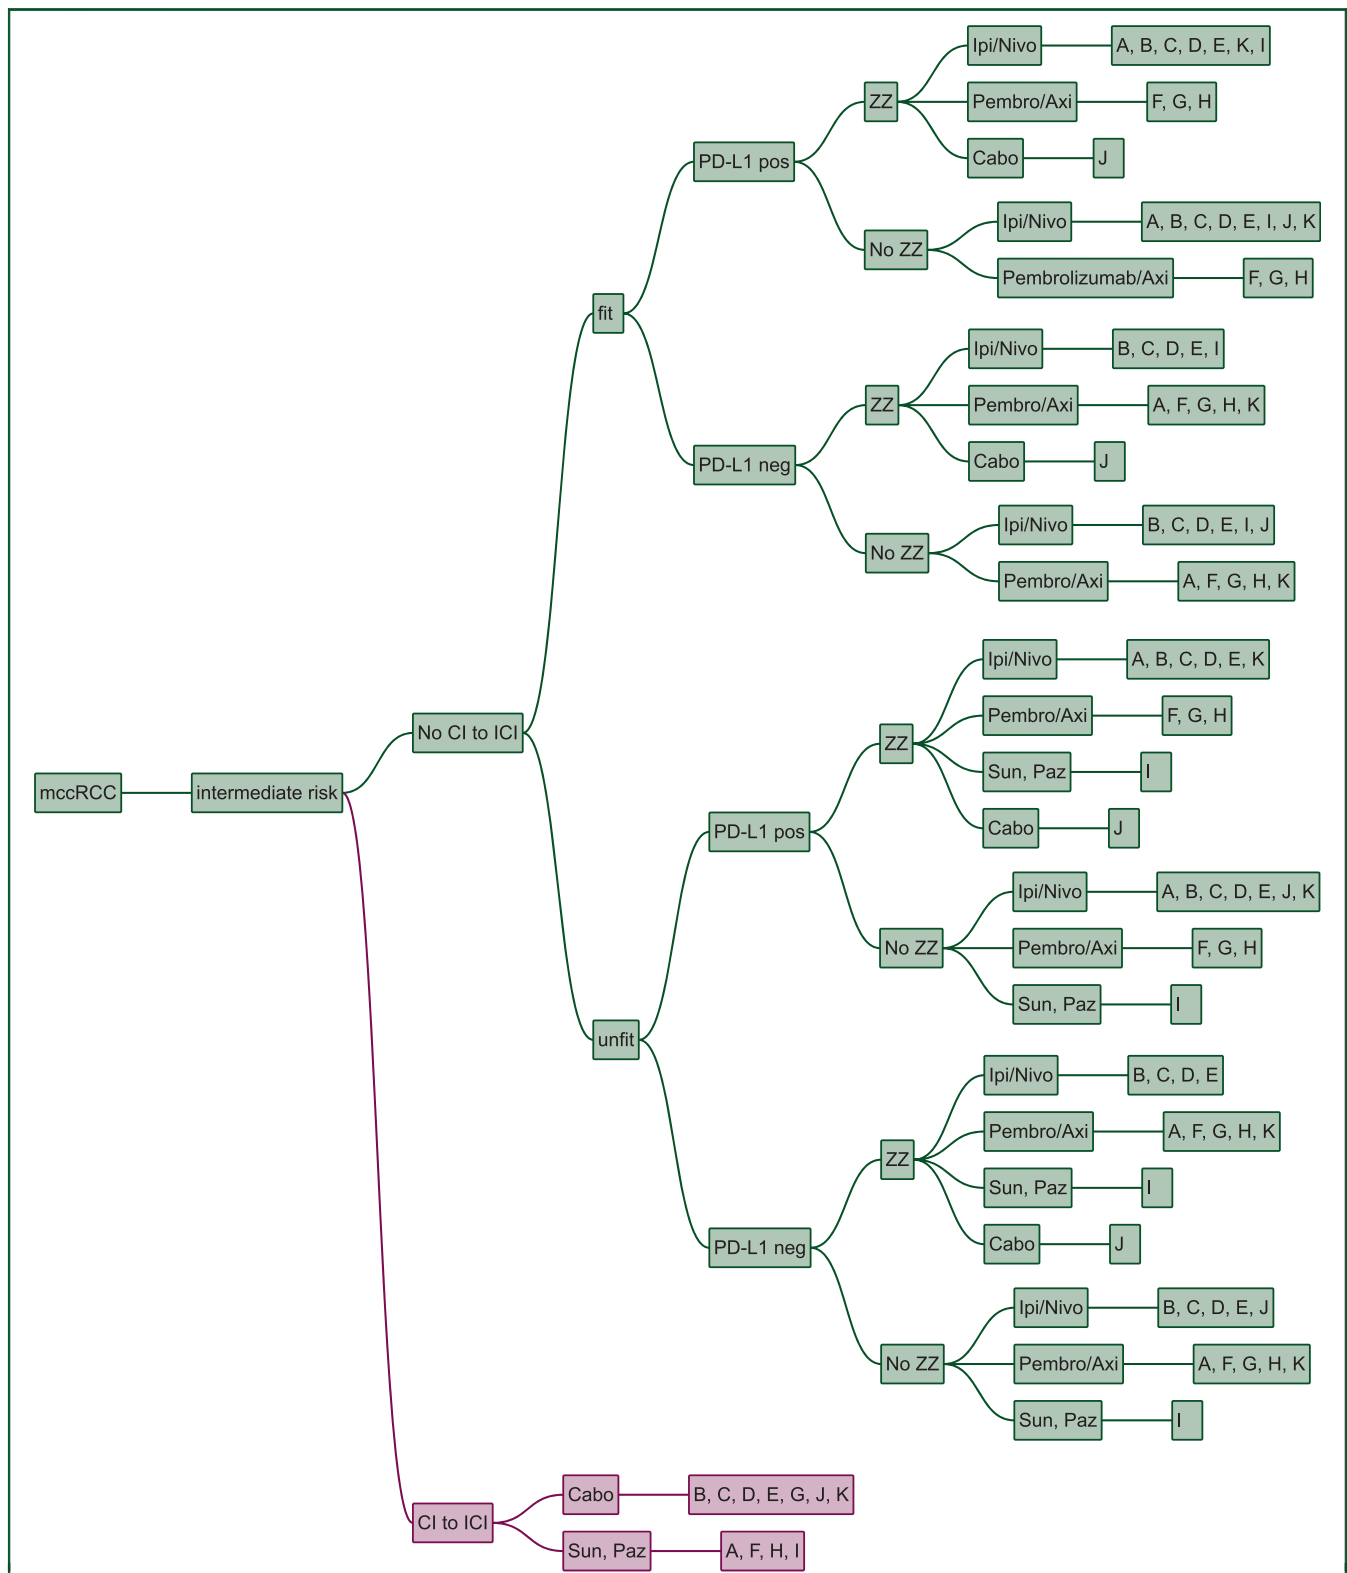 mccRCC
intermediate risk
No CI to ICI
fit
PD-L1 pos
ZZ
Ipi/Nivo
A, B, C, D, E, K, I
Pembro/Axi
F, G, H
Cabo
J
No ZZ
Ipi/Nivo
A, B, C, D, E, I, J, K
Pembrolizumab/Axi
F, G, H
PD-L1 neg
ZZ
Ipi/Nivo
B, C, D, E, I
Pembro/Axi
A, F, G, H, K
Cabo
J
No ZZ
Ipi/Nivo
B, C, D, E, I, J
Pembro/Axi
A, F, G, H, K
unfit
PD-L1 pos
ZZ
Ipi/Nivo
A, B, C, D, E, K
Pembro/Axi
F, G, H
Sun, Paz
I
Cabo
J
No ZZ
Ipi/Nivo
A, B, C, D, E, J, K
Pembro/Axi
F, G, H
Sun, Paz
I
PD-L1 neg
ZZ
Ipi/Nivo
B, C, D, E
Pembro/Axi
A, F, G, H, K
Sun, Paz
I
Cabo
J
No ZZ
Ipi/Nivo
B, C, D, E, J
Pembro/Axi
A, F, G, H, K
Sun, Paz
I
CI to ICI
Cabo
B, C, D, E, G, J, K
Sun, Paz
A, F, H, I